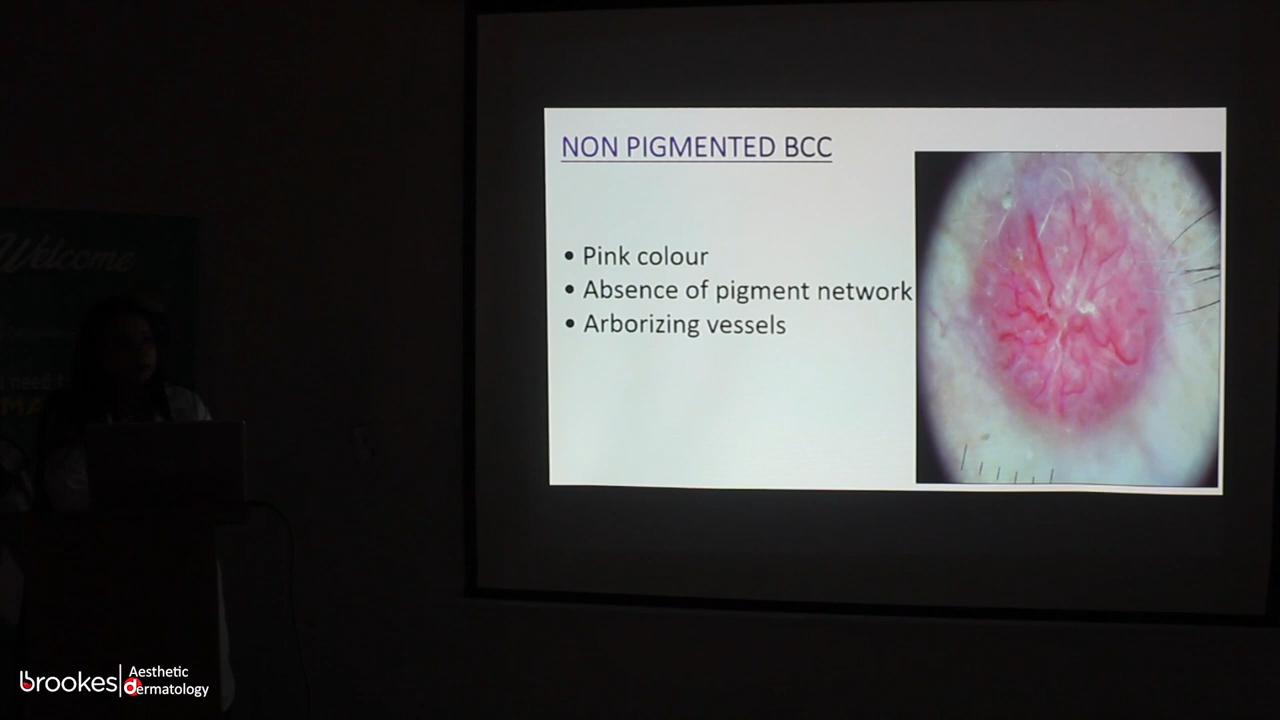 NON PIGMENTED BCC
• Pink colour
• Absence of pigment network
• Arborizing vessels
Welcome
brookes
Aesthetic
dermatology